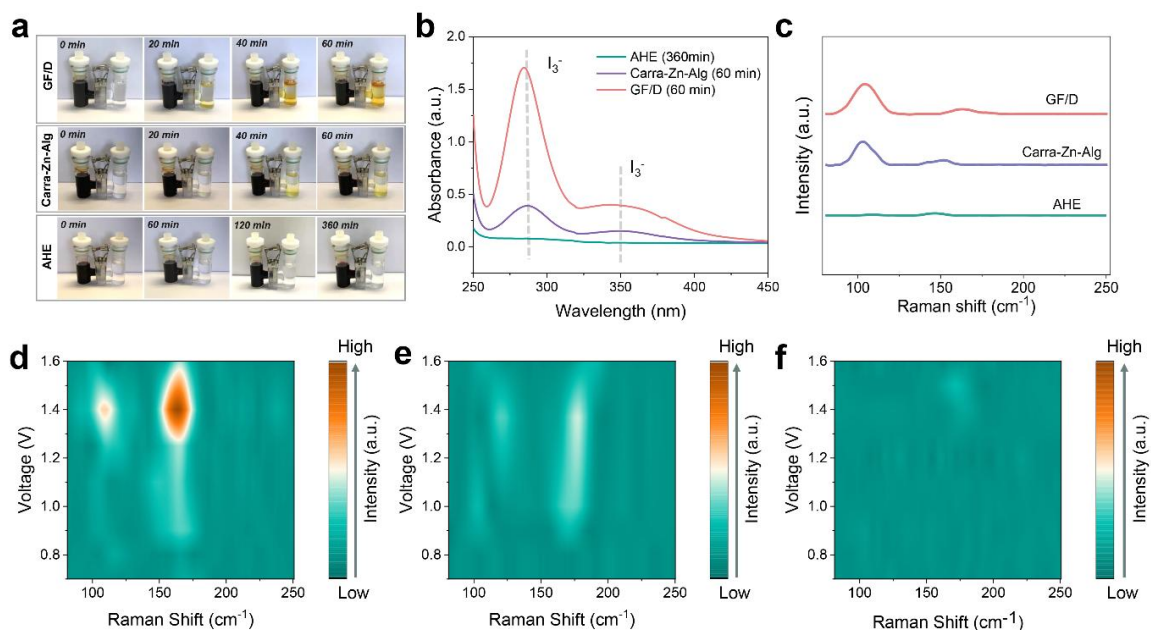 a
GF/D
0 min
20 min
40 min
60 min
Carra-Zn-Alg
0 min
20 min
40 min
60 min
AHE
0 min
60 min
120 min
360 min
b
2.0
1.5
1.0
0.5
0.0
Absorbance (a.u.)
I3-
AHE (360min)
Carra-Zn-Alg (60 min)
GF/D (60 min)
I3-
250 300 350 400 450
Wavelength (nm)
c
Intensity (a.u.)
GF/D
Carra-Zn-Alg
AHE
100 150 200 250
Raman shift (cm-1)
d
1.6
1.4
1.2
1.0
0.8
Voltage (V)
100 150 200 250
Raman Shift (cm-1)
High
Intensity (a.u.)
Low
e
1.6
1.4
1.2
1.0
0.8
Voltage (V)
100 150 200 250
Raman Shift (cm-1)
High
Intensity (a.u.)
Low
f
1.6
1.4
1.2
1.0
0.8
Voltage (V)
100 150 200 250
Raman Shift (cm-1)
High
Intensity (a.u.)
Low